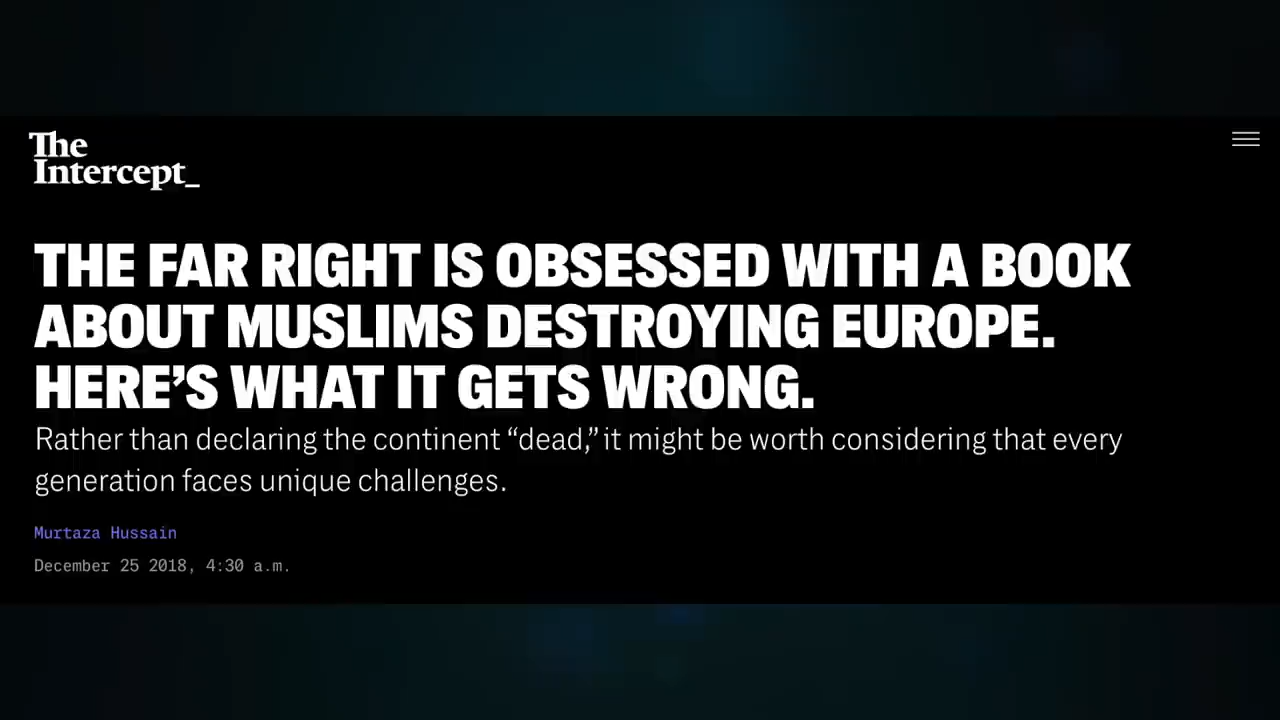 The
Intercept_
THE FAR RIGHT IS OBSESSED WITH A BOOK
ABOUT MUSLIMS DESTROYING EUROPE.
HERE’S WHAT IT GETS WRONG.
Rather than declaring the continent “dead,” it might be worth considering that every
generation faces unique challenges.
Murtaza Hussain
December 25 2018, 4:30 a.m.